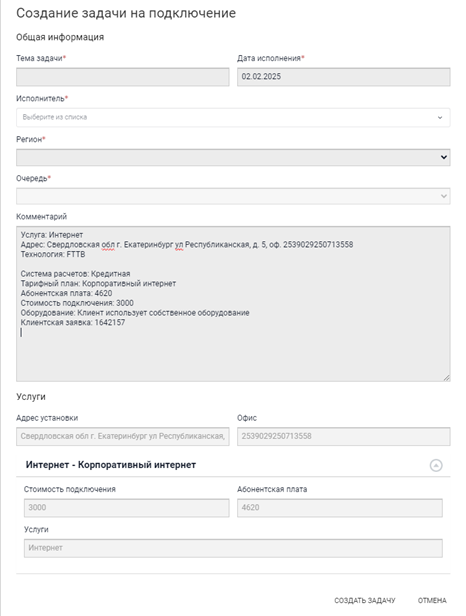 Создание задачи на подключение
Общая информация
Тема задачи*
Дата исполнения*
02.02.2025
Исполнитель*
Выберите из списка
Регион*
Очередь*
Комментарий
Услуга: Интернет
Адрес: Свердловская обл г. Екатеринбург ул Республиканская, д. 5, оф. 2539029250713558
Технология: FTTB
Система расчетов: Кредитная
Тарифный план: Корпоративный интернет
Абонентская плата: 4620
Стоимость подключения: 3000
Оборудование: Клиент использует собственное оборудование
Клиентская заявка: 1642157
Услуги
Адрес установки
Офис
Свердловская обл г. Екатеринбург ул Республиканская,
2539029250713558
Интернет - Корпоративный интернет
Стоимость подключения
Абонентская плата
3000
4620
Услуги
Интернет
СОЗДАТЬ ЗАДАЧУ
ОТМЕНА